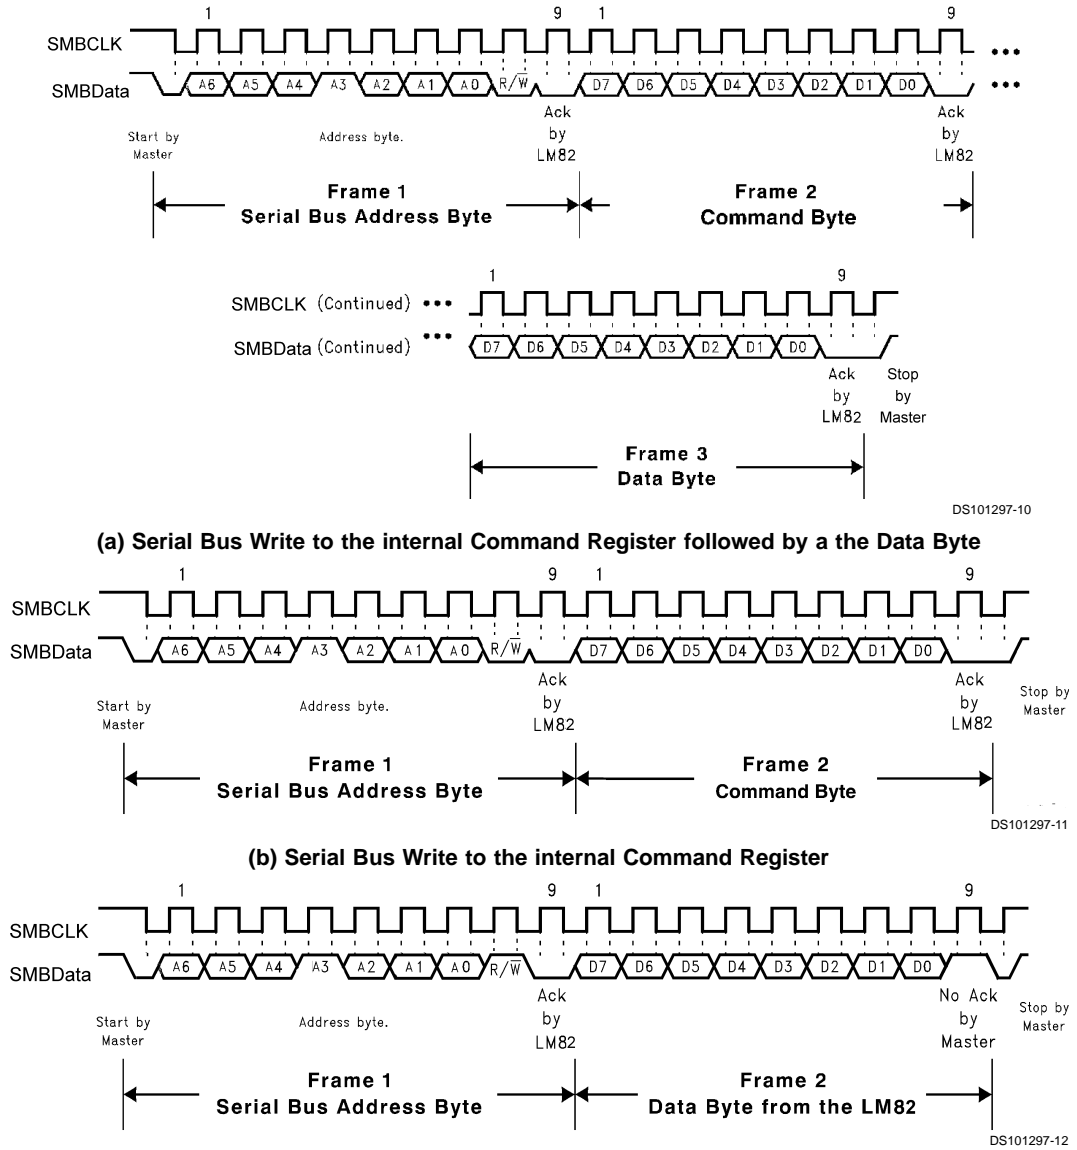 1 9 1 9
SMBCLK •••
SMBData A6 A5 A4 A3 A2 A1 A0 R/W̅ D7 D6 D5 D4 D3 D2 D1 D0 •••
Start by
Master
Address byte.
Ack
by
LM82
Ack
by
LM82
Frame 1
Serial Bus Address Byte
Frame 2
Command Byte
1 9
SMBCLK (Continued) •••
SMBData (Continued) ••• D7 D6 D5 D4 D3 D2 D1 D0
Ack
by
LM82
Stop
by
Master
Frame 3
Data Byte
DS101297-10
(a) Serial Bus Write to the internal Command Register followed by a the Data Byte
1 9 1 9
SMBCLK
SMBData A6 A5 A4 A3 A2 A1 A0 R/W̅ D7 D6 D5 D4 D3 D2 D1 D0
Start by
Master
Address byte.
Ack
by
LM82
Ack
by
LM82
Stop by
Master
Frame 1
Serial Bus Address Byte
Frame 2
Command Byte
DS101297-11
(b) Serial Bus Write to the internal Command Register
1 9 1 9
SMBCLK
SMBData A6 A5 A4 A3 A2 A1 A0 R/W̅ D7 D6 D5 D4 D3 D2 D1 D0
Start by
Master
Address byte.
Ack
by
LM82
No Ack
by
Master
Stop by
Master
Frame 1
Serial Bus Address Byte
Frame 2
Data Byte from the LM82
DS101297-12